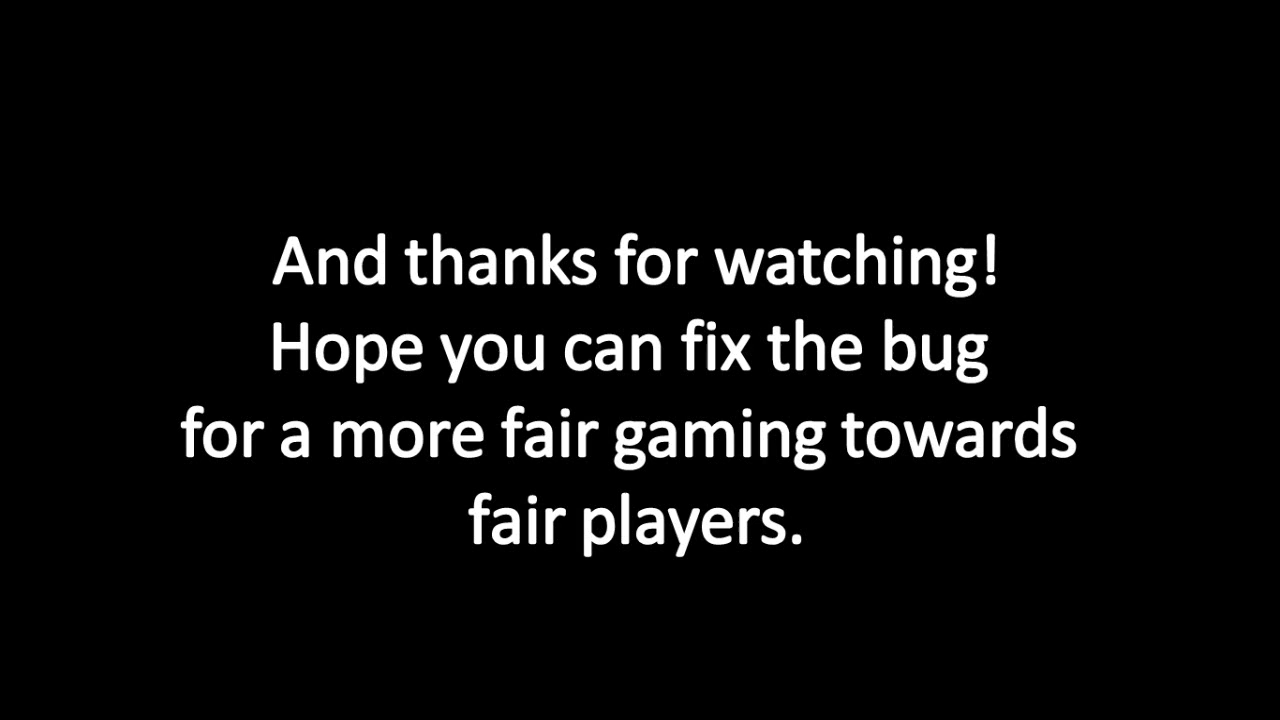 And thanks for watching!
Hope you can fix the bug
for a more fair gaming towards
fair players.